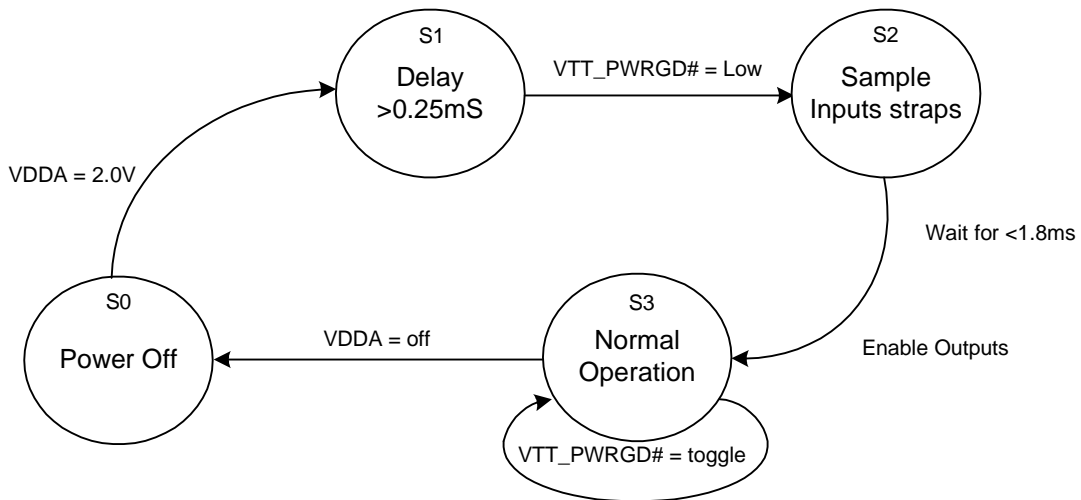 S1
Delay
>0.25mS
VTT_PWRGD# = Low
S2
Sample
Inputs straps
VDDA = 2.0V
Wait for <1.8ms
S0
Power Off
VDDA = off
S3
Normal
Operation
Enable Outputs
VTT_PWRGD# = toggle